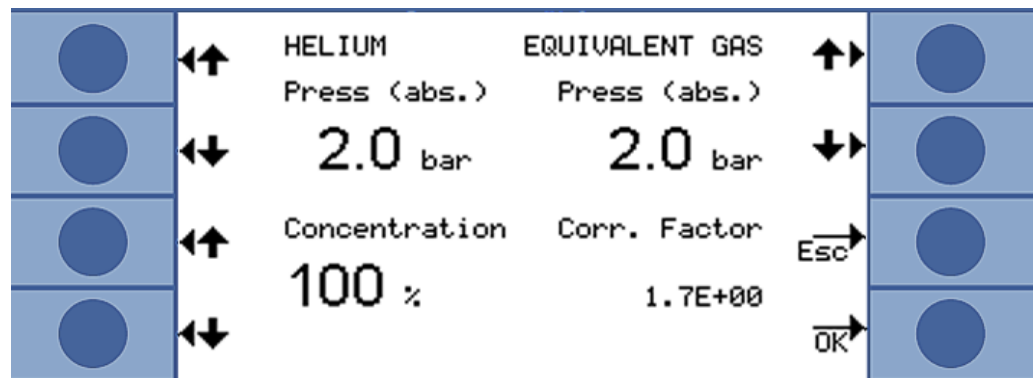 HELIUM EQUIVALENT GAS
Press (abs.) Press (abs.)
2.0 bar 2.0 bar
Concentration Corr. Factor
Esc
100 % 1.7E+00
OK